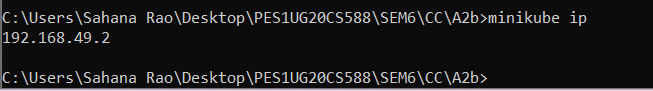 C:\Users\Sahana Rao\Desktop\PES1UG20CS588\SEM6\CC\A2b>minikube ip
192.168.49.2
C:\Users\Sahana Rao\Desktop\PES1UG20CS588\SEM6\CC\A2b>